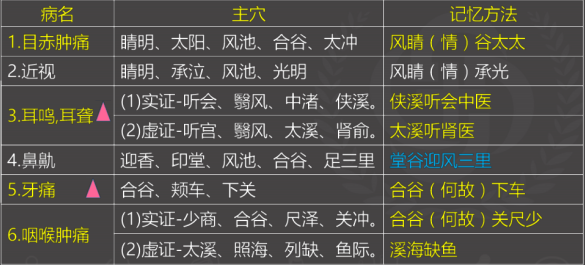 病名 主穴 记忆方法
1.目赤肿痛 睛明、太阳、风池、合谷、太冲 风睛（情）谷太太
2.近视 睛明、承泣、风池、光明 风睛（情）承光
3.耳鸣,耳聋 (1)实证-听会、翳风、中渚、侠溪。 侠溪听会中医
(2)虚证-听宫、翳风、太溪、肾俞。 太溪听肾医
4.鼻鼽 迎香、印堂、风池、合谷、足三里 堂谷迎风三里
5.牙痛 合谷、颊车、下关 合谷（何故）下车
6.咽喉肿痛 (1)实证-少商、合谷、尺泽、关冲。 合谷（何故）关尺少
(2)虚证-太溪、照海、列缺、鱼际。 溪海缺鱼